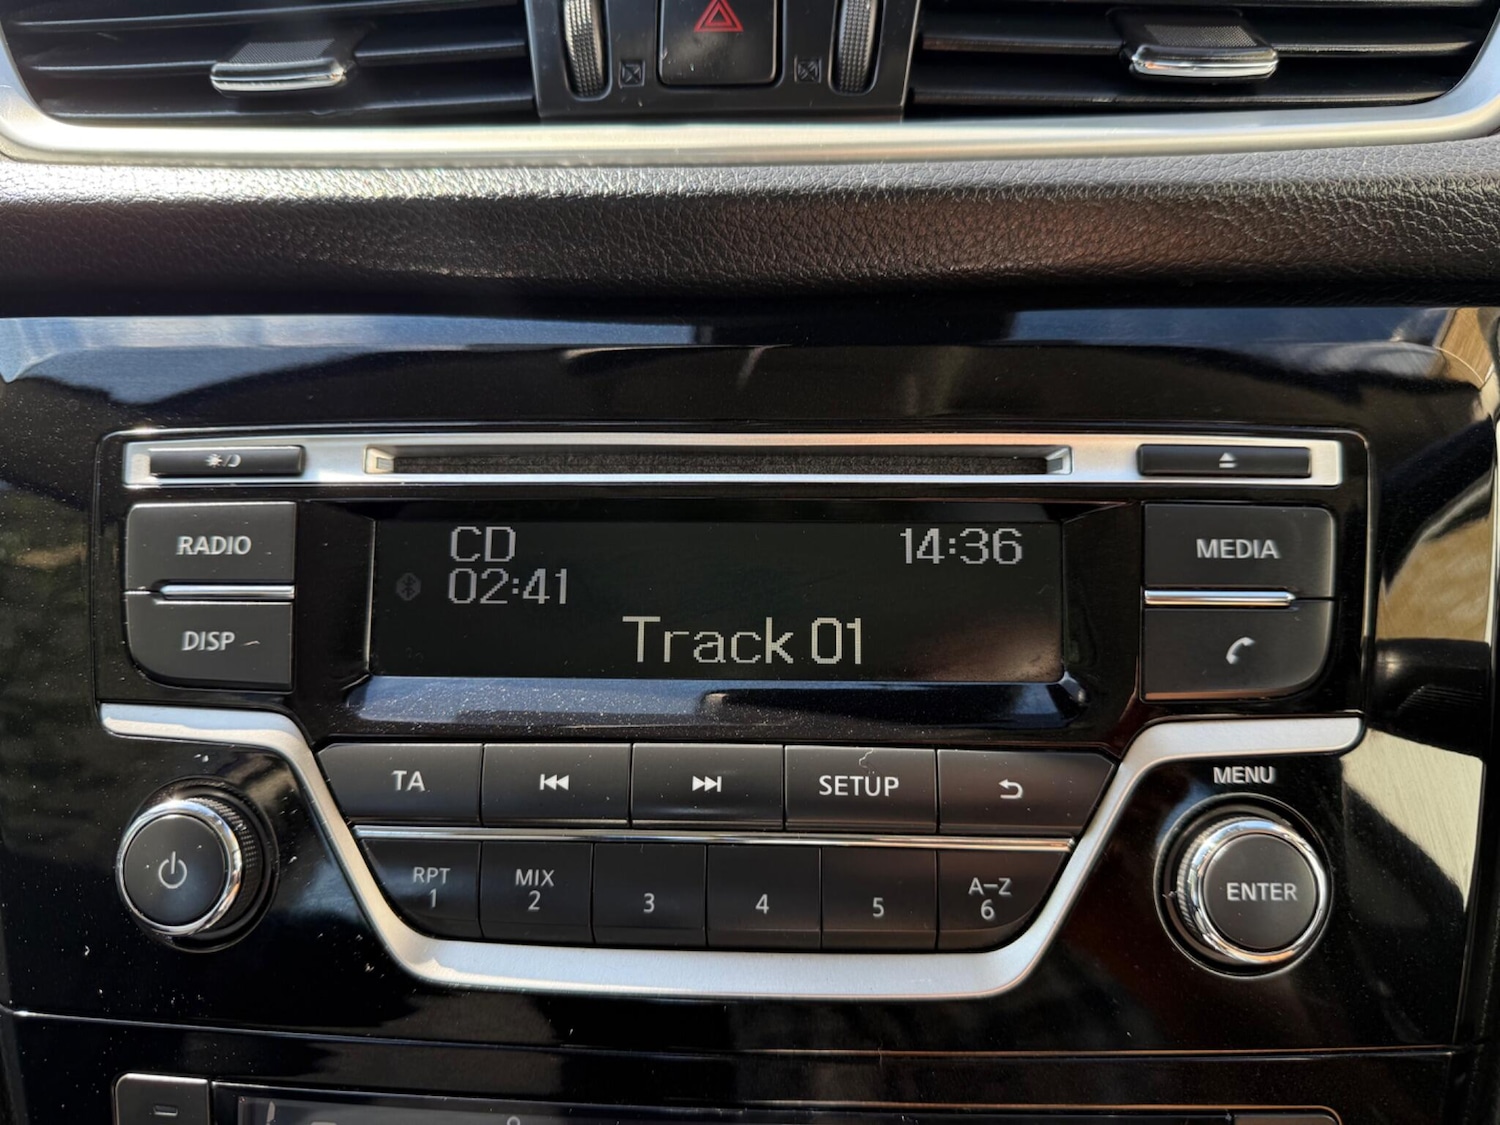 RADIO
DISP
CD
14:36
02:41
Track 01
MEDIA
TA
SETUP
MENU
RPT
1
MIX
2
3
4
5
A-Z
6
ENTER